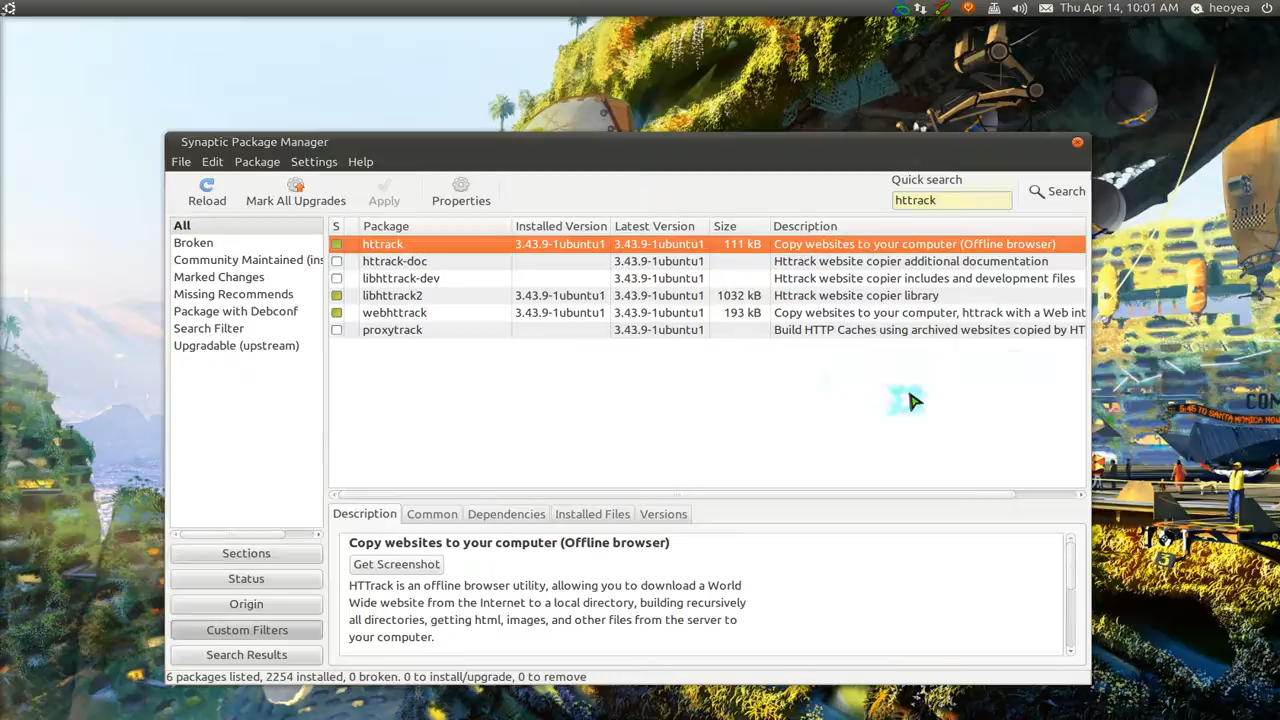 Thu Apr 14, 10:01 AM heoyea
Synaptic Package Manager
File Edit Package Settings Help
Reload Mark All Upgrades Apply Properties
Quick search
httrack
Search
All
Broken
Community Maintained (ins
Marked Changes
Missing Recommends
Package with Debconf
Search Filter
Upgradable (upstream)
S Package Installed Version Latest Version Size Description
httrack 3.43.9-1ubuntu1 3.43.9-1ubuntu1 111 kB Copy websites to your computer (Offline browser)
httrack-doc 3.43.9-1ubuntu1 Httrack website copier additional documentation
libhttrack-dev 3.43.9-1ubuntu1 Httrack website copier includes and development files
libhttrack2 3.43.9-1ubuntu1 3.43.9-1ubuntu1 1032 kB Httrack website copier library
webhttrack 3.43.9-1ubuntu1 3.43.9-1ubuntu1 193 kB Copy websites to your computer, httrack with a Web int
proxytrack 3.43.9-1ubuntu1 Build HTTP Caches using archived websites copied by HT
Sections
Status
Origin
Custom Filters
Search Results
Description Common Dependencies Installed Files Versions
Copy websites to your computer (Offline browser)
Get Screenshot
HTTrack is an offline browser utility, allowing you to download a World
Wide website from the Internet to a local directory, building recursively
all directories, getting html, images, and other files from the server to
your computer.
6 packages listed, 2254 installed, 0 broken. 0 to install/upgrade, 0 to remove
COM
5:45 TO SANTA MONICA NOW
3